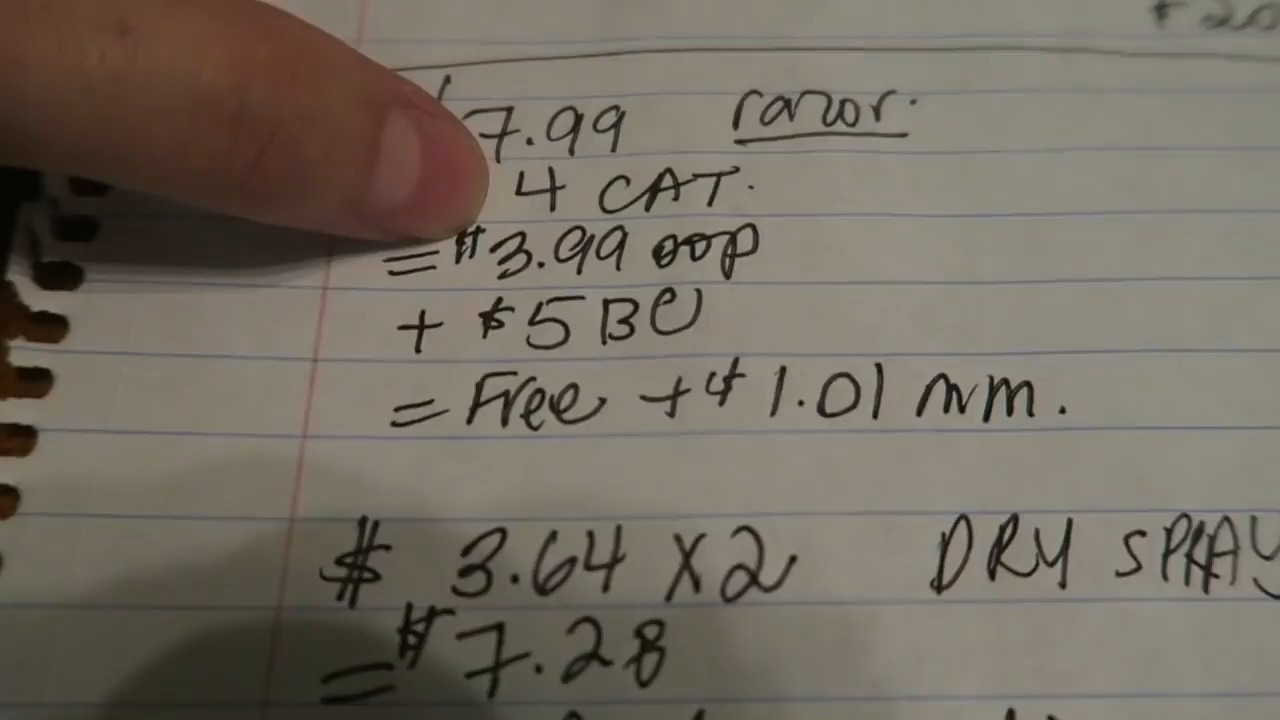 7.99 razor.
4 CAT.
= $3.99 oop
+ $5 BC
= Free + $1.01 mm.
$ 3.64 X 2 DRY SPRAY
= $7.28